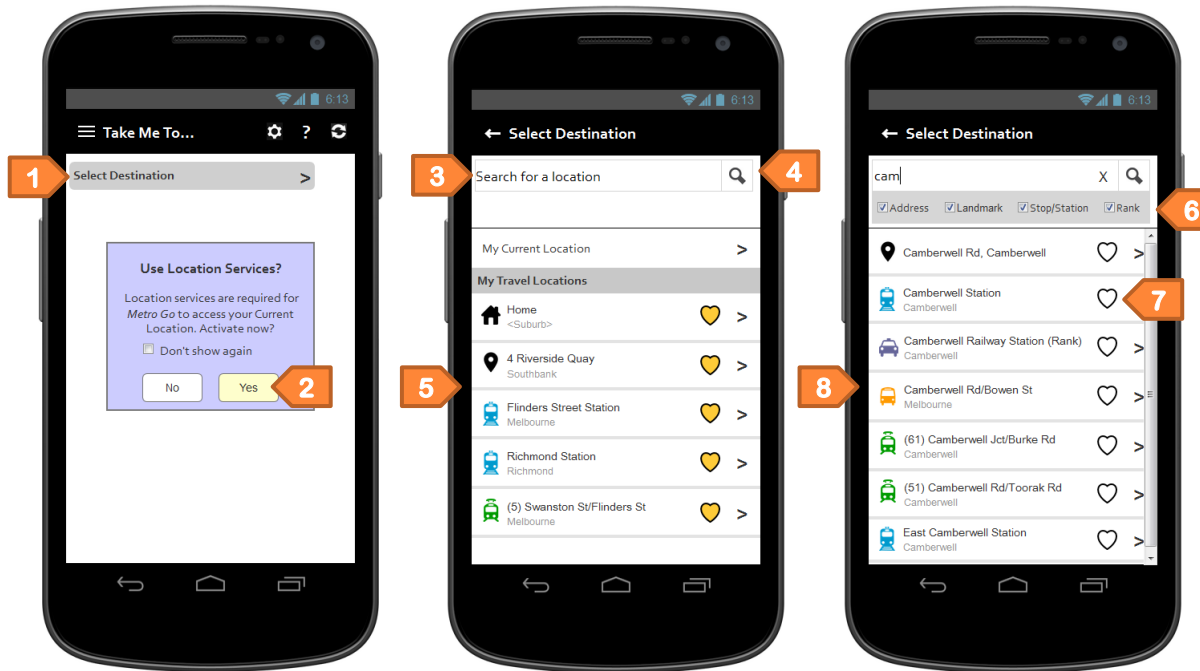 6:13
Take Me To...
?
1
Select Destination >
Use Location Services?
Location services are required for
Metro Go to access your Current
Location. Activate now?
Don't show again
No Yes
2
6:13
← Select Destination
3
Search for a location
4
My Current Location >
My Travel Locations
Home >
<Suburb>
4 Riverside Quay >
Southbank
5
Flinders Street Station >
Melbourne
Richmond Station >
Richmond
(5) Swanston St/Flinders St >
Melbourne
6:13
← Select Destination
cam X
Address Landmark Stop/Station Rank
6
Camberwell Rd, Camberwell >
Camberwell Station
Camberwell
7
Camberwell Railway Station (Rank) >
Camberwell
8
Camberwell Rd/Bowen St >
Melbourne
(61) Camberwell Jct/Burke Rd >
Camberwell
(51) Camberwell Rd/Toorak Rd >
Camberwell
East Camberwell Station >
Camberwell